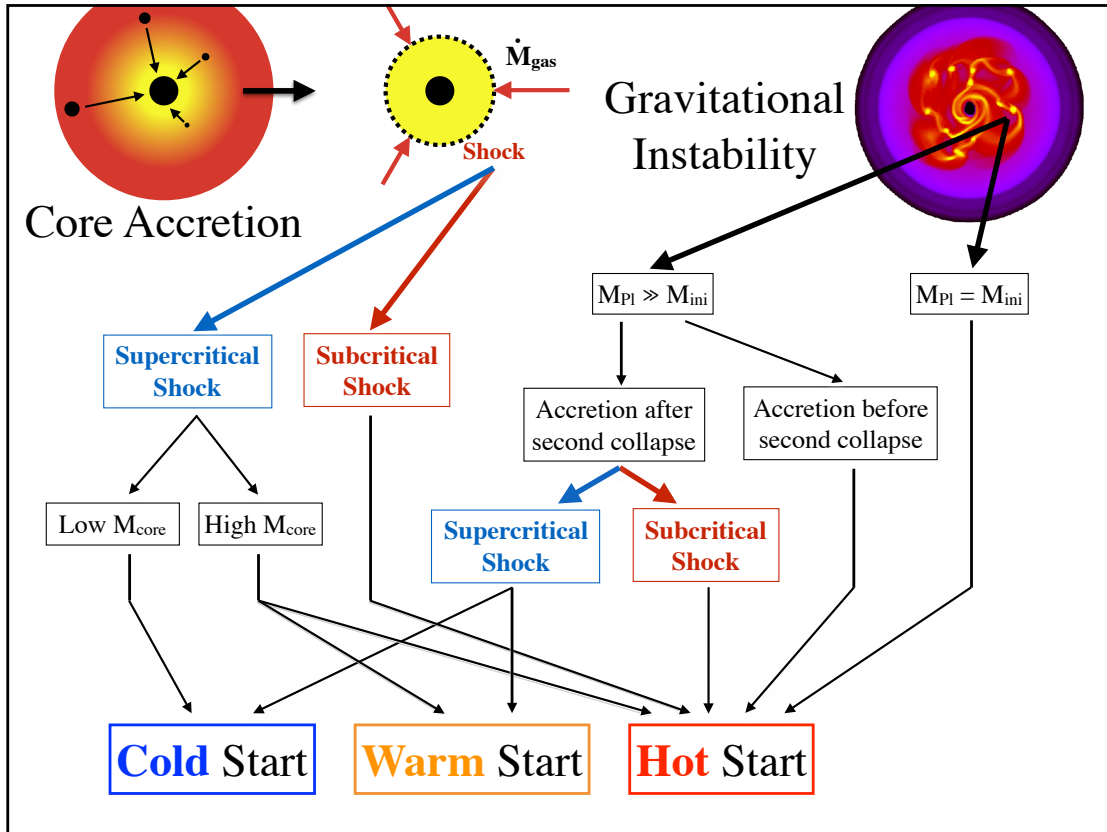 Ṁgas
Shock
Core Accretion
Gravitational
Instability
MPl ≫ Mini
MPl = Mini
Supercritical
Shock
Subcritical
Shock
Accretion after
second collapse
Accretion before
second collapse
Low Mcore
High Mcore
Supercritical
Shock
Subcritical
Shock
Cold Start
Warm Start
Hot Start